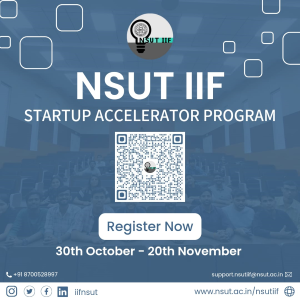 NSUT IIF
NSUT IIF
STARTUP ACCELERATOR PROGRAM
Register Now
30th October - 20th November
+91 8700528997
support.nsutiif@nsut.ac.in
iifnsut
www.nsut.ac.in/nsutiif